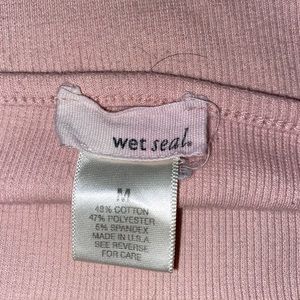 wet seal.
M
48% COTTON
47% POLYESTER
5% SPANDEX
MADE IN U.S.A.
SEE REVERSE
FOR CARE